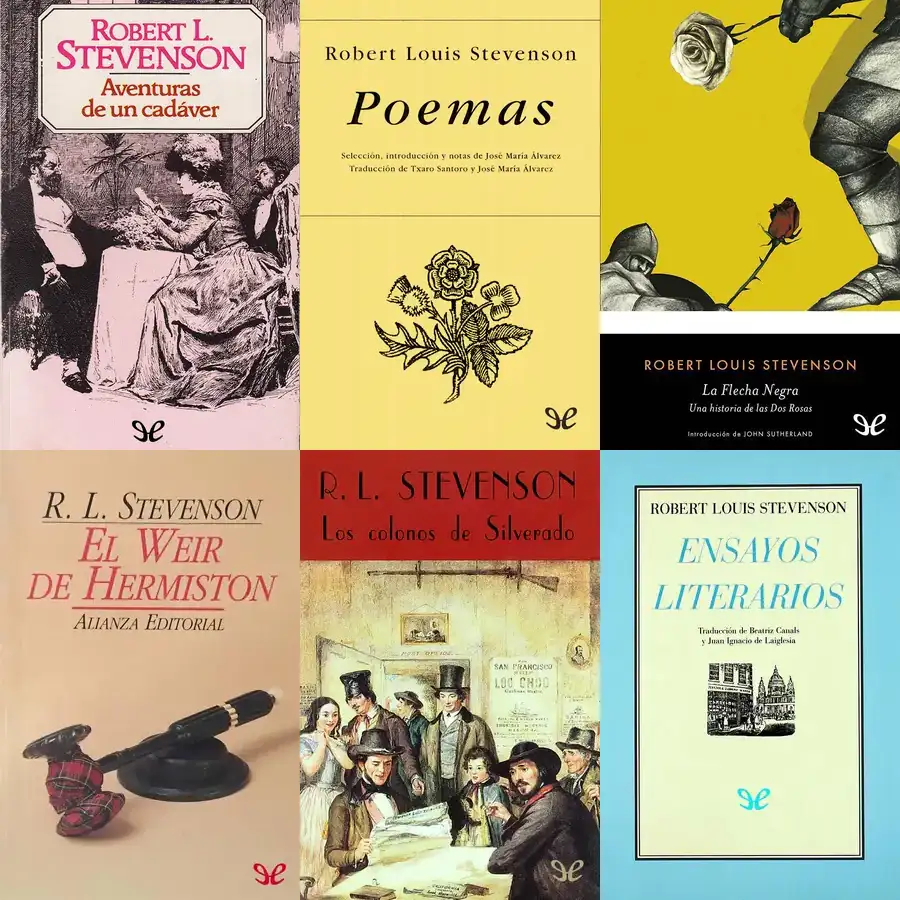 ROBERT L.
STEVENSON
Aventuras
de un cadáver
Robert Louis Stevenson
Poemas
Selección, introducción y notas de José María Álvarez
Traducción de Txaro Santoro y José María Álvarez
ROBERT LOUIS STEVENSON
La Flecha Negra
Una historia de las Dos Rosas
Introducción de JOHN SUTHERLAND
R. L. STEVENSON
EL WEIR
DE HERMISTON
ALIANZA EDITORIAL
R. L. STEVENSON
Los colonos de Silverado
POST OFFICE
SAN FRANCISCO
ROBERT LOUIS STEVENSON
ENSAYOS
LITERARIOS
Traducción de Beatriz Canals
y Juan Ignacio de Laiglesia